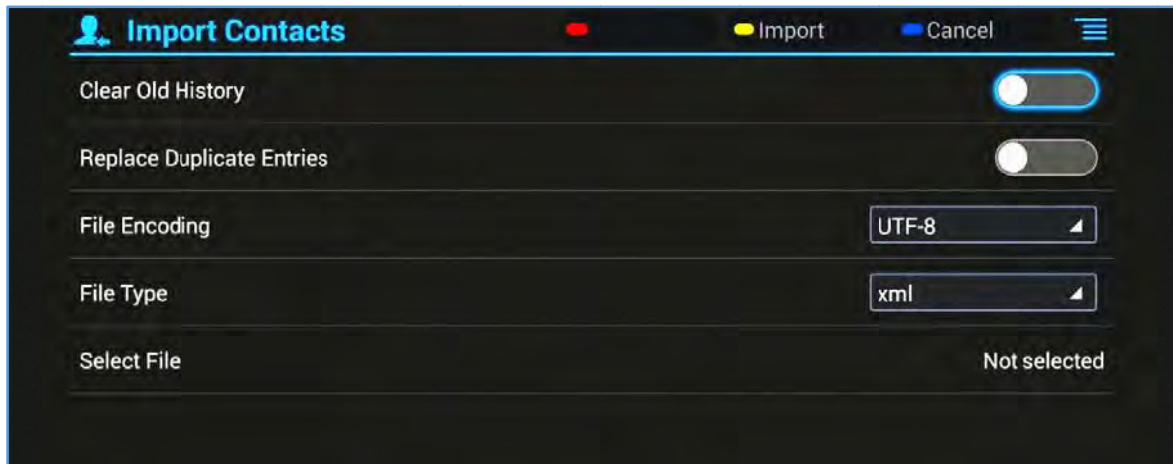 Import Contacts Import Cancel
Clear Old History
Replace Duplicate Entries
File Encoding UTF-8
File Type xml
Select File Not selected